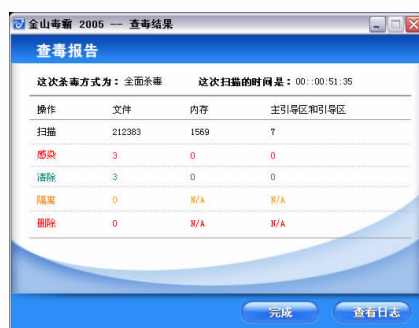 金山毒霸 2005 -- 查毒结果
查毒报告
这次杀毒方式为：全面杀毒 这次扫描的时间是：00::00:51:35
操作 文件 内存 主引导区和引导区
扫描 212383 1569 7
感染 3 0 0
清除 3 0 0
隔离 0 N/A N/A
删除 0 N/A N/A
完成 查看日志